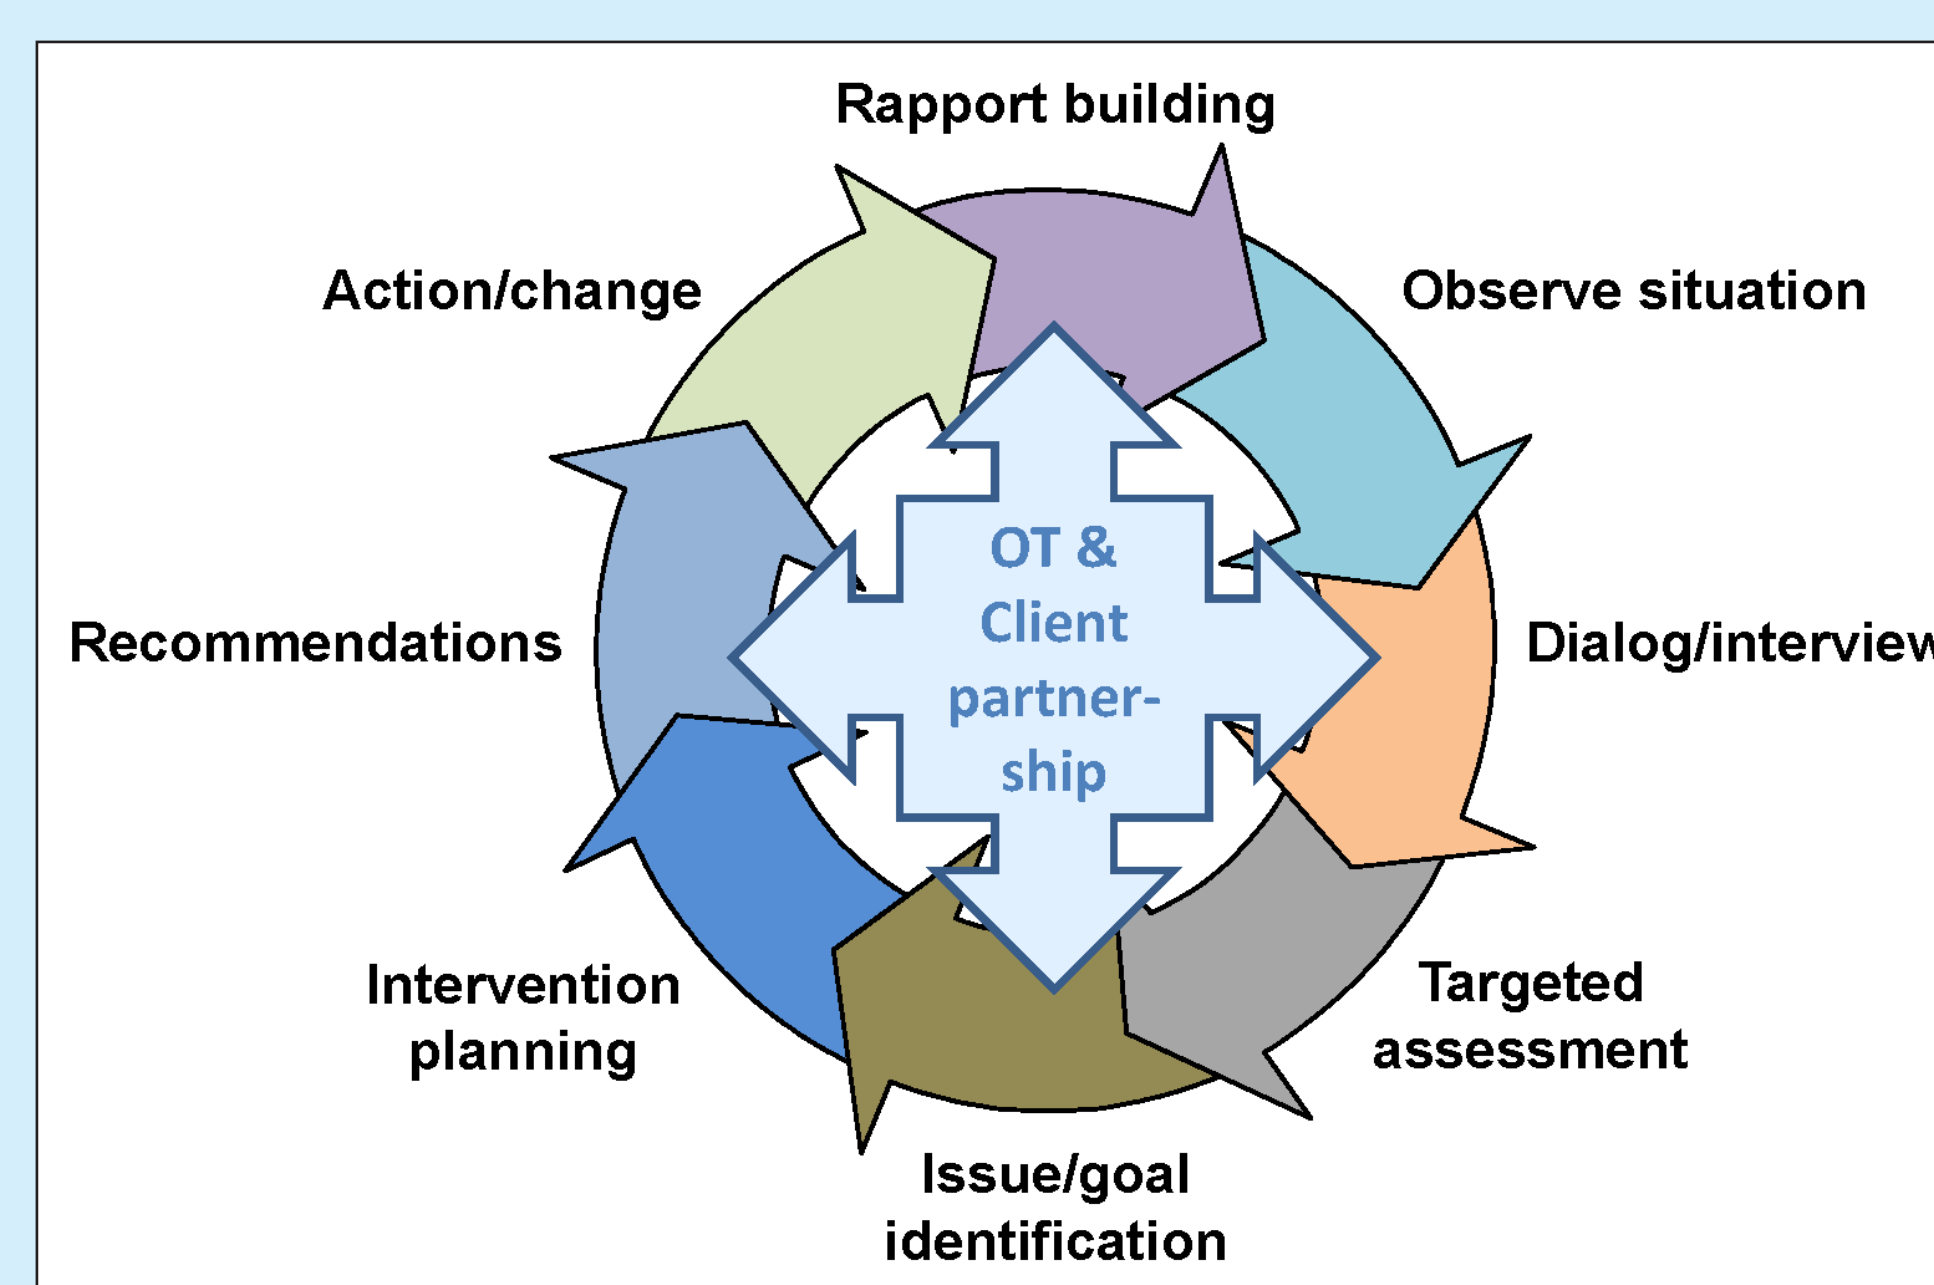 Rapport building
Action/change
Observe situation
OT &
Client
partner-
ship
Recommendations
Dialog/interview
Intervention
planning
Targeted
assessment
Issue/goal
identification